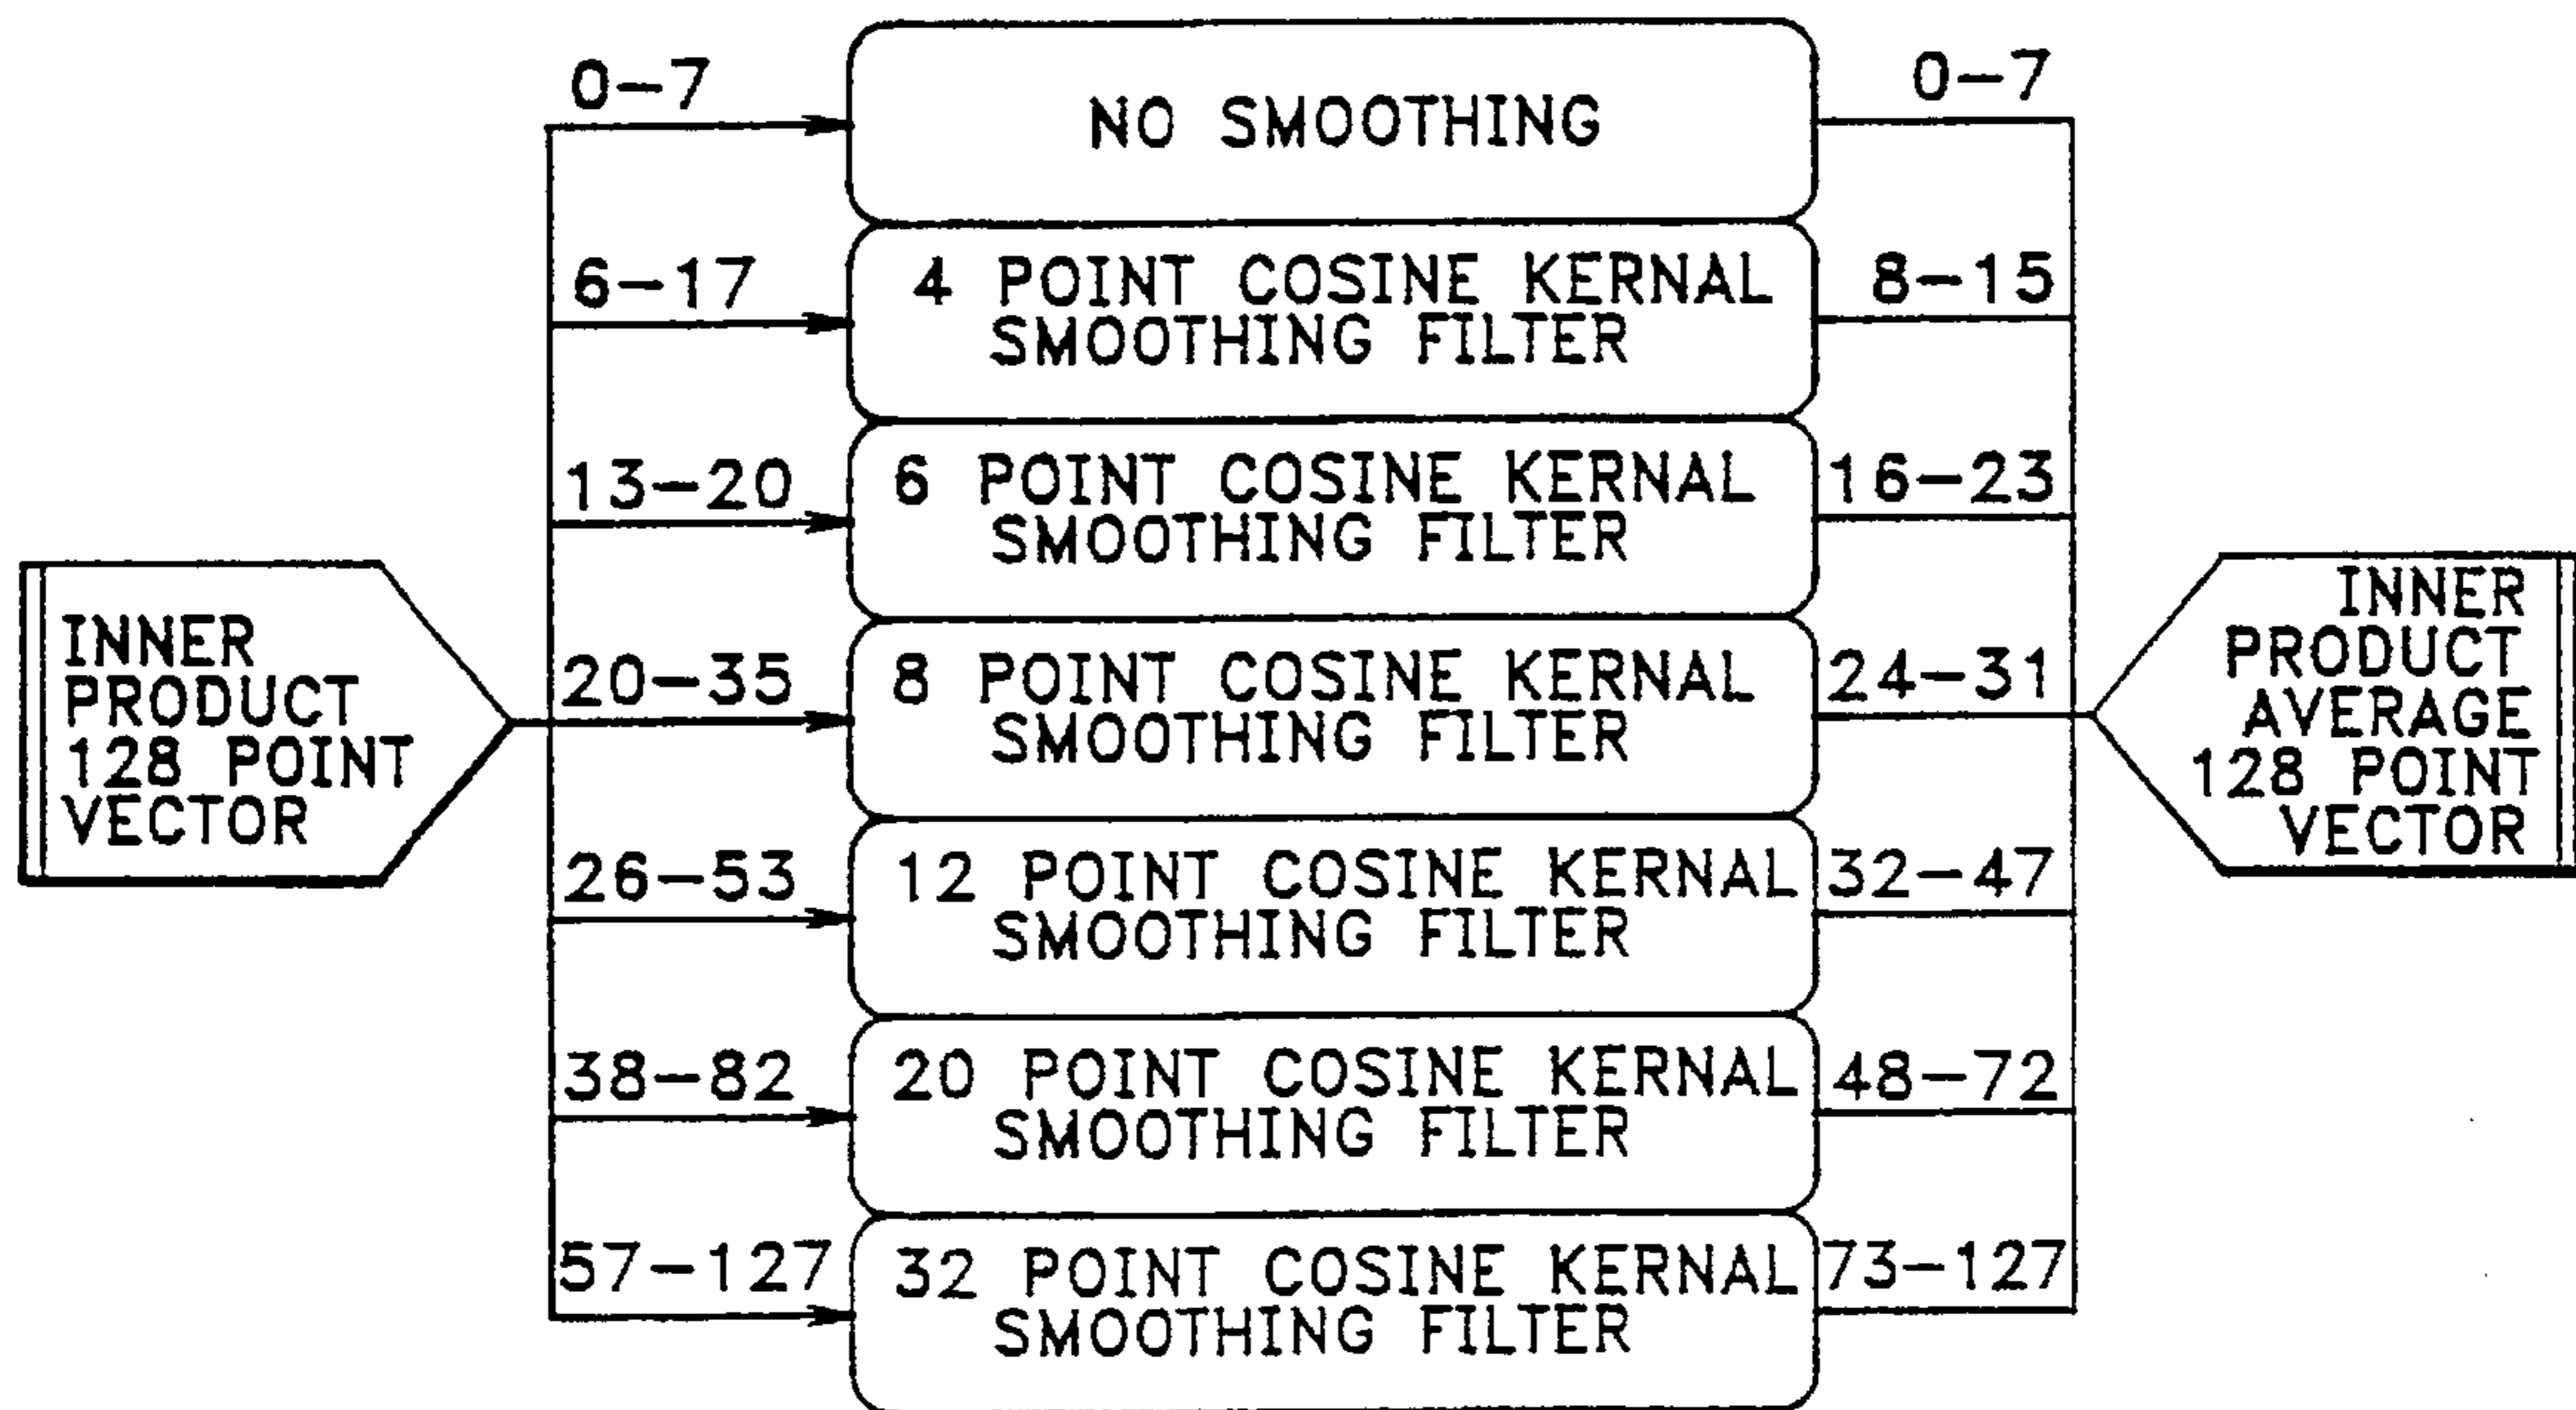 INNER
PRODUCT
128 POINT
VECTOR
0-7
NO SMOOTHING
0-7
6-17
4 POINT COSINE KERNAL
SMOOTHING FILTER
8-15
13-20
6 POINT COSINE KERNAL
SMOOTHING FILTER
16-23
20-35
8 POINT COSINE KERNAL
SMOOTHING FILTER
24-31
26-53
12 POINT COSINE KERNAL
SMOOTHING FILTER
32-47
38-82
20 POINT COSINE KERNAL
SMOOTHING FILTER
48-72
57-127
32 POINT COSINE KERNAL
SMOOTHING FILTER
73-127
INNER
PRODUCT
AVERAGE
128 POINT
VECTOR